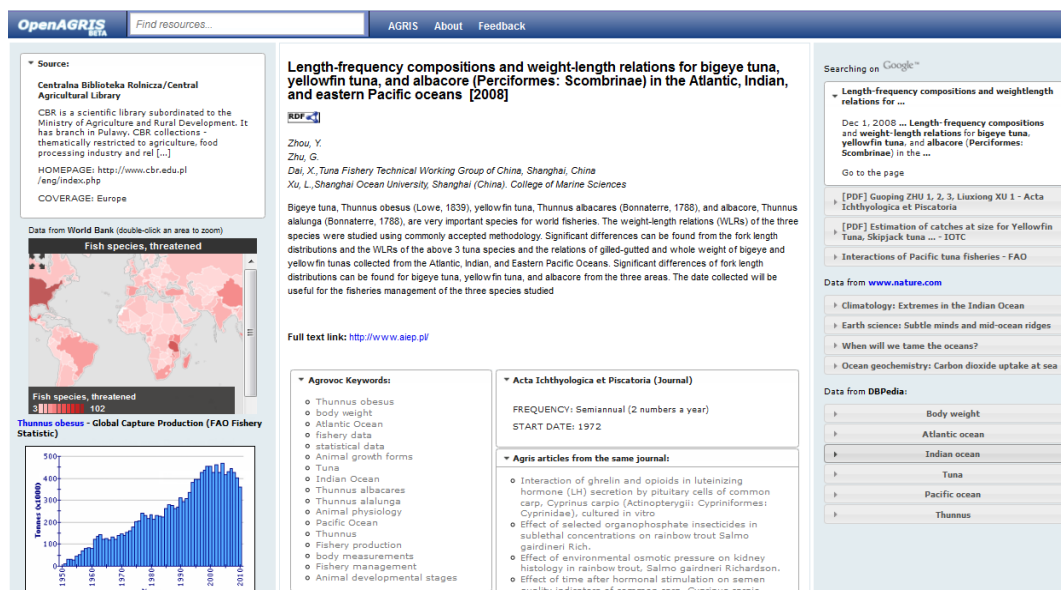 OpenAGRIS
BETA
Find resources...
AGRIS About Feedback
Source:
Centralna Biblioteka Rolnicza/Central
Agricultural Library
CBR is a scientific library subordinated to the
Ministry of Agriculture and Rural Development. It
has branch in Pulawy. CBR collections -
thematically restricted to agriculture, food
processing industry and rel [...]
HOMEPAGE: http://www.cbr.edu.pl
/eng/index.php
COVERAGE: Europe
Data from World Bank (double-click an area to zoom)
Fish species, threatened
Fish species, threatened
3 102
Thunnus obesus - Global Capture Production (FAO Fishery
Statistic)
Tonnes (x1000)
500
400
300
200
100
0
1950 1960 1970 1980 1990 2000 2010
Length-frequency compositions and weight-length relations for bigeye tuna,
yellowfin tuna, and albacore (Perciformes: Scombrinae) in the Atlantic, Indian,
and eastern Pacific oceans [2008]
RDF
Zhou, Y.
Zhu, G.
Dai, X.,Tuna Fishery Technical Working Group of China, Shanghai, China
Xu, L.,Shanghai Ocean University, Shanghai (China). College of Marine Sciences
Bigeye tuna, Thunnus obesus (Lowe, 1839), yellowfin tuna, Thunnus albacares (Bonnaterre, 1788), and albacore, Thunnus
alalunga (Bonnaterre, 1788), are very important species for world fisheries. The weight-length relations (WLRs) of the three
species were studied using commonly accepted methodology. Significant differences can be found from the fork length
distributions and the WLRs of the above 3 tuna species and the relations of gilled-gutted and whole weight of bigeye and
yellowfin tunas collected from the Atlantic, Indian, and Eastern Pacific Oceans. Significant differences of fork length
distributions can be found for bigeye tuna, yellowfin tuna, and albacore from the three areas. The date collected will be
useful for the fisheries management of the three species studied
Full text link: http://www.aiep.pl/
Agrovoc Keywords:
Thunnus obesus
body weight
Atlantic Ocean
fishery data
statistical data
Animal growth forms
Tuna
Indian Ocean
Thunnus albacares
Thunnus alalunga
Animal physiology
Pacific Ocean
Thunnus
Fishery production
body measurements
Fishery management
Animal developmental stages
Acta Ichthyologica et Piscatoria (Journal)
FREQUENCY: Semiannual (2 numbers a year)
START DATE: 1972
Agris articles from the same journal:
Interaction of ghrelin and opioids in luteinizing
hormone (LH) secretion by pituitary cells of common
carp, Cyprinus carpio (Actinopterygii: Cypriniformes:
Cyprinidae), cultured in vitro
Effect of selected organophosphate insecticides in
sublethal concentrations on rainbow trout Salmo
gairdineri Rich.
Effect of environmental osmotic pressure on kidney
histology in rainbow trout, Salmo gairdneri Richardson.
Effect of time after hormonal stimulation on semen
quality indicators of common carp, Cyprinus carpio
Searching on Google™
Length-frequency compositions and weightlength
relations for ...
Dec 1, 2008 ... Length-frequency compositions
and weight-length relations for bigeye tuna,
yellowfin tuna, and albacore (Perciformes:
Scombrinae) in the ...
Go to the page
[PDF] Guoping ZHU 1, 2, 3, Liuxiong XU 1 - Acta
Ichthyologica et Piscatoria
[PDF] Estimation of catches at size for Yellowfin
Tuna, Skipjack tuna ... - IOTC
Interactions of Pacific tuna fisheries - FAO
Data from www.nature.com
Climatology: Extremes in the Indian Ocean
Earth science: Subtle minds and mid-ocean ridges
When will we tame the oceans?
Ocean geochemistry: Carbon dioxide uptake at sea
Data from DBPedia:
Body weight
Atlantic ocean
Indian ocean
Tuna
Pacific ocean
Thunnus